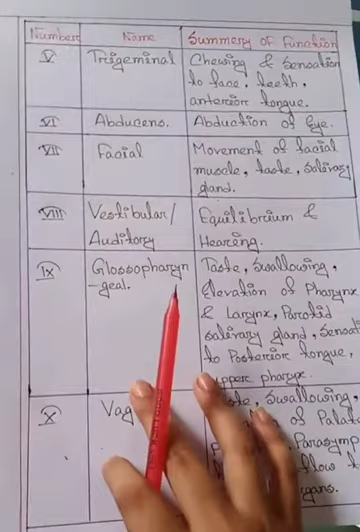 Number Name Summery of Function
V Trigeminal Chewing & Sensation
to face, teeth,
anterior tongue.
VI Abducens. Abduction of Eye.
VII Facial Movement of facial
muscle, taste, salivary
gland.
VIII Vestibular/ Equilibrium &
Auditory Hearing.
IX Glossopharyn Taste, Swallowing,
-geal. Elevation of Pharynx
& Larynx, Parotid
salivary gland, Sensat
to Posterior tongue,
upper pharynx.
X Vag Swallowing,
of Palat
Parasymp
flow t